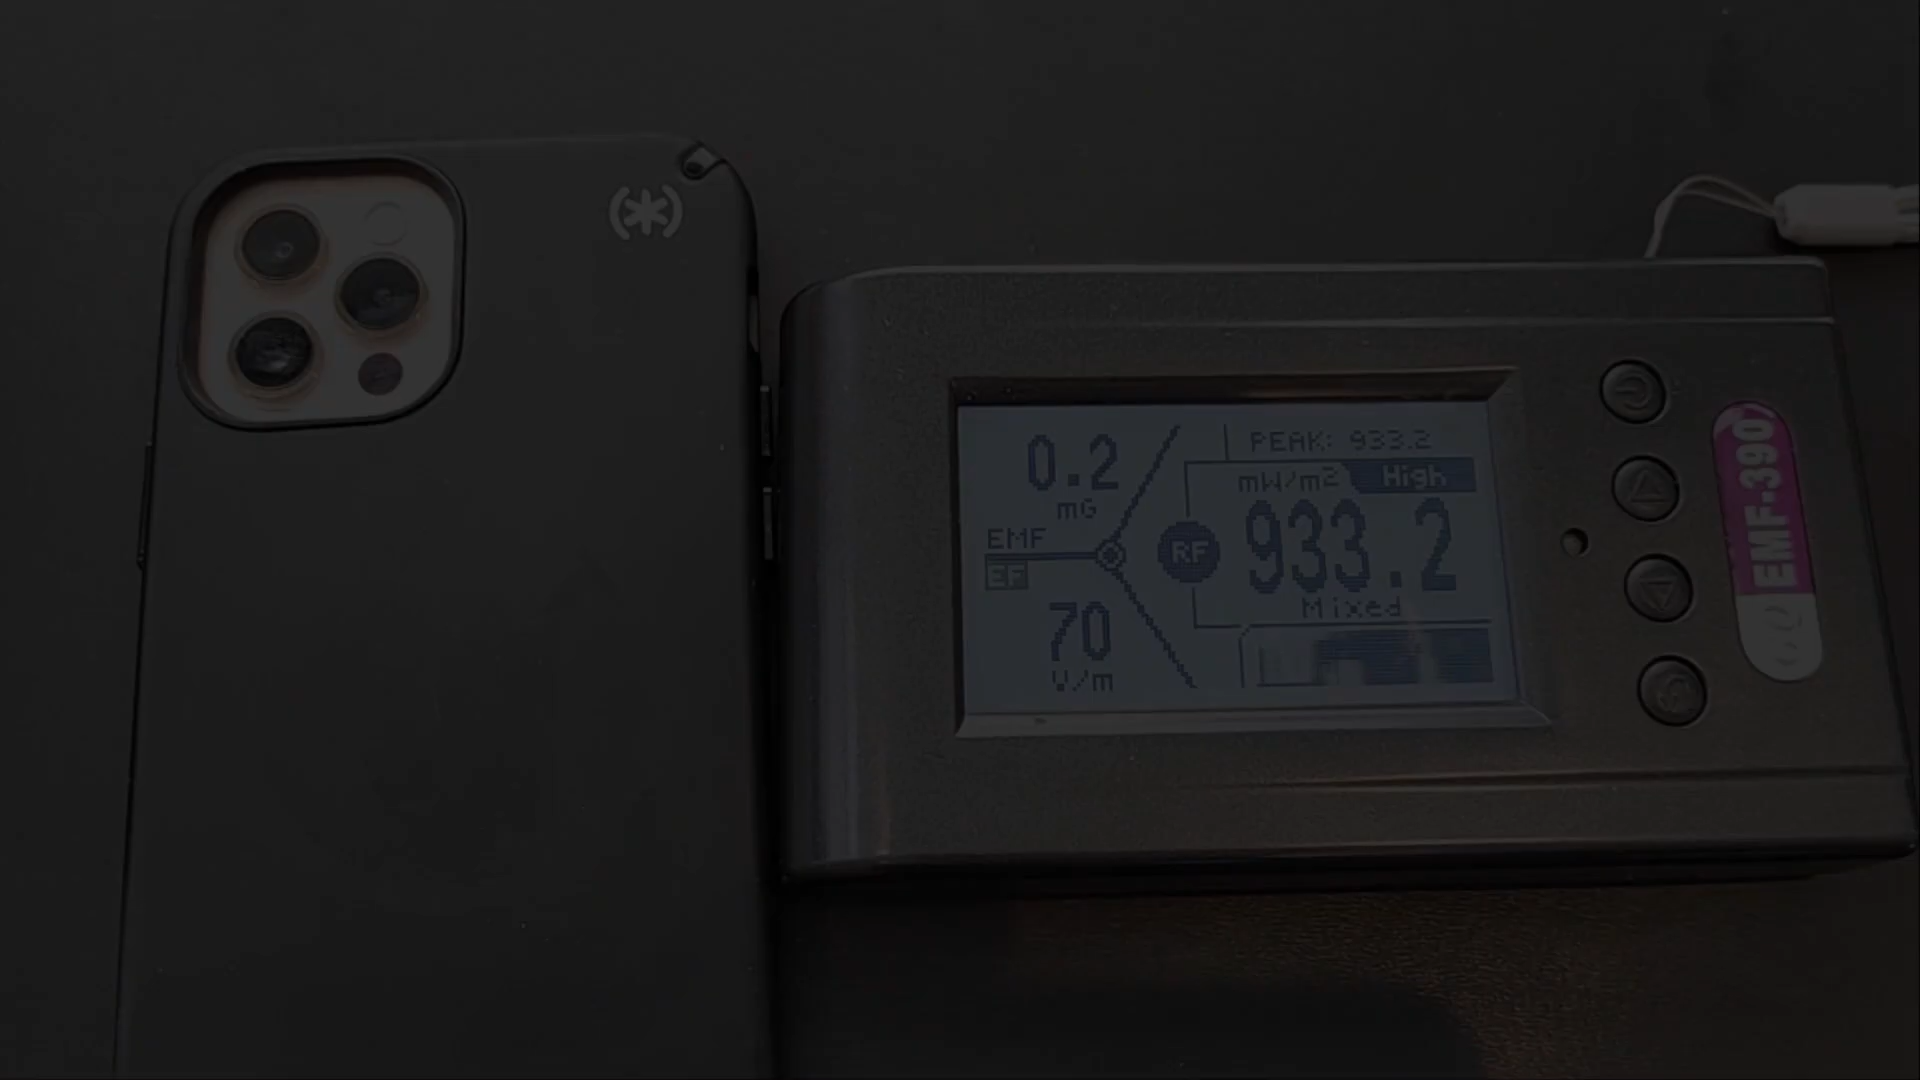 0.2
mG
EMF
EF
70
V/m
PEAK: 933.2
mW/m²
High
RF
933.2
Mixed
EMF-390